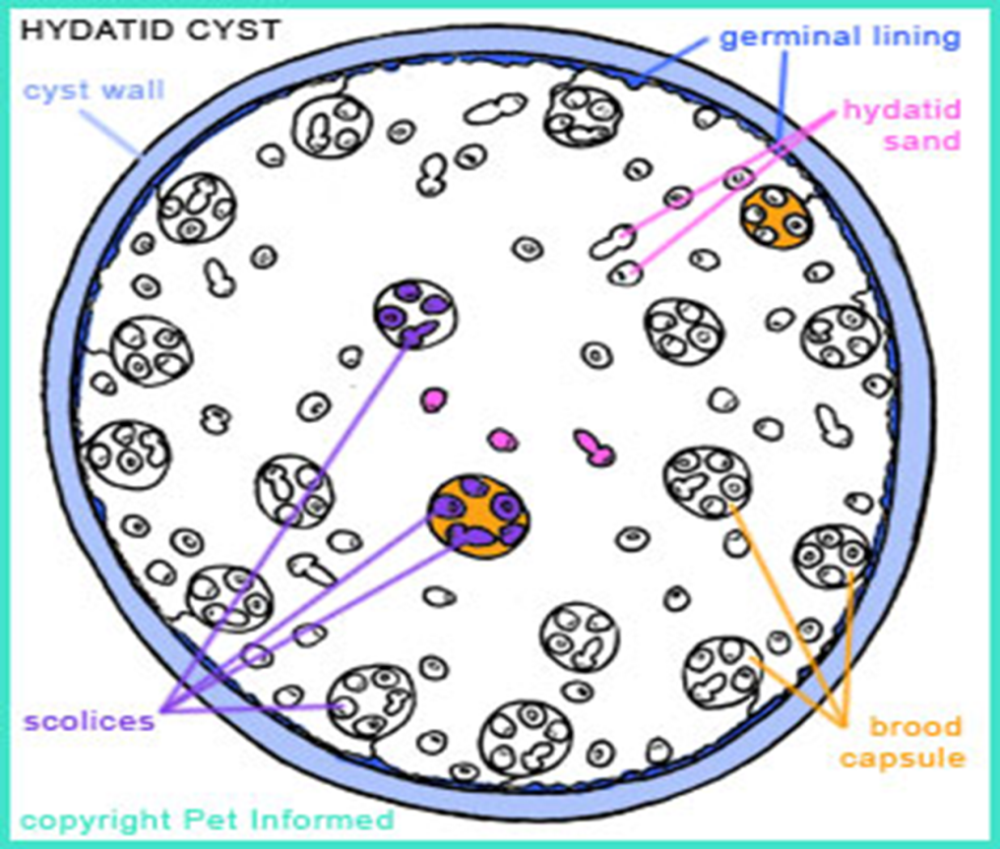 HYDATID CYST
germinal lining
cyst wall
hydatid
sand
scolices
brood
capsule
copyright Pet Informed